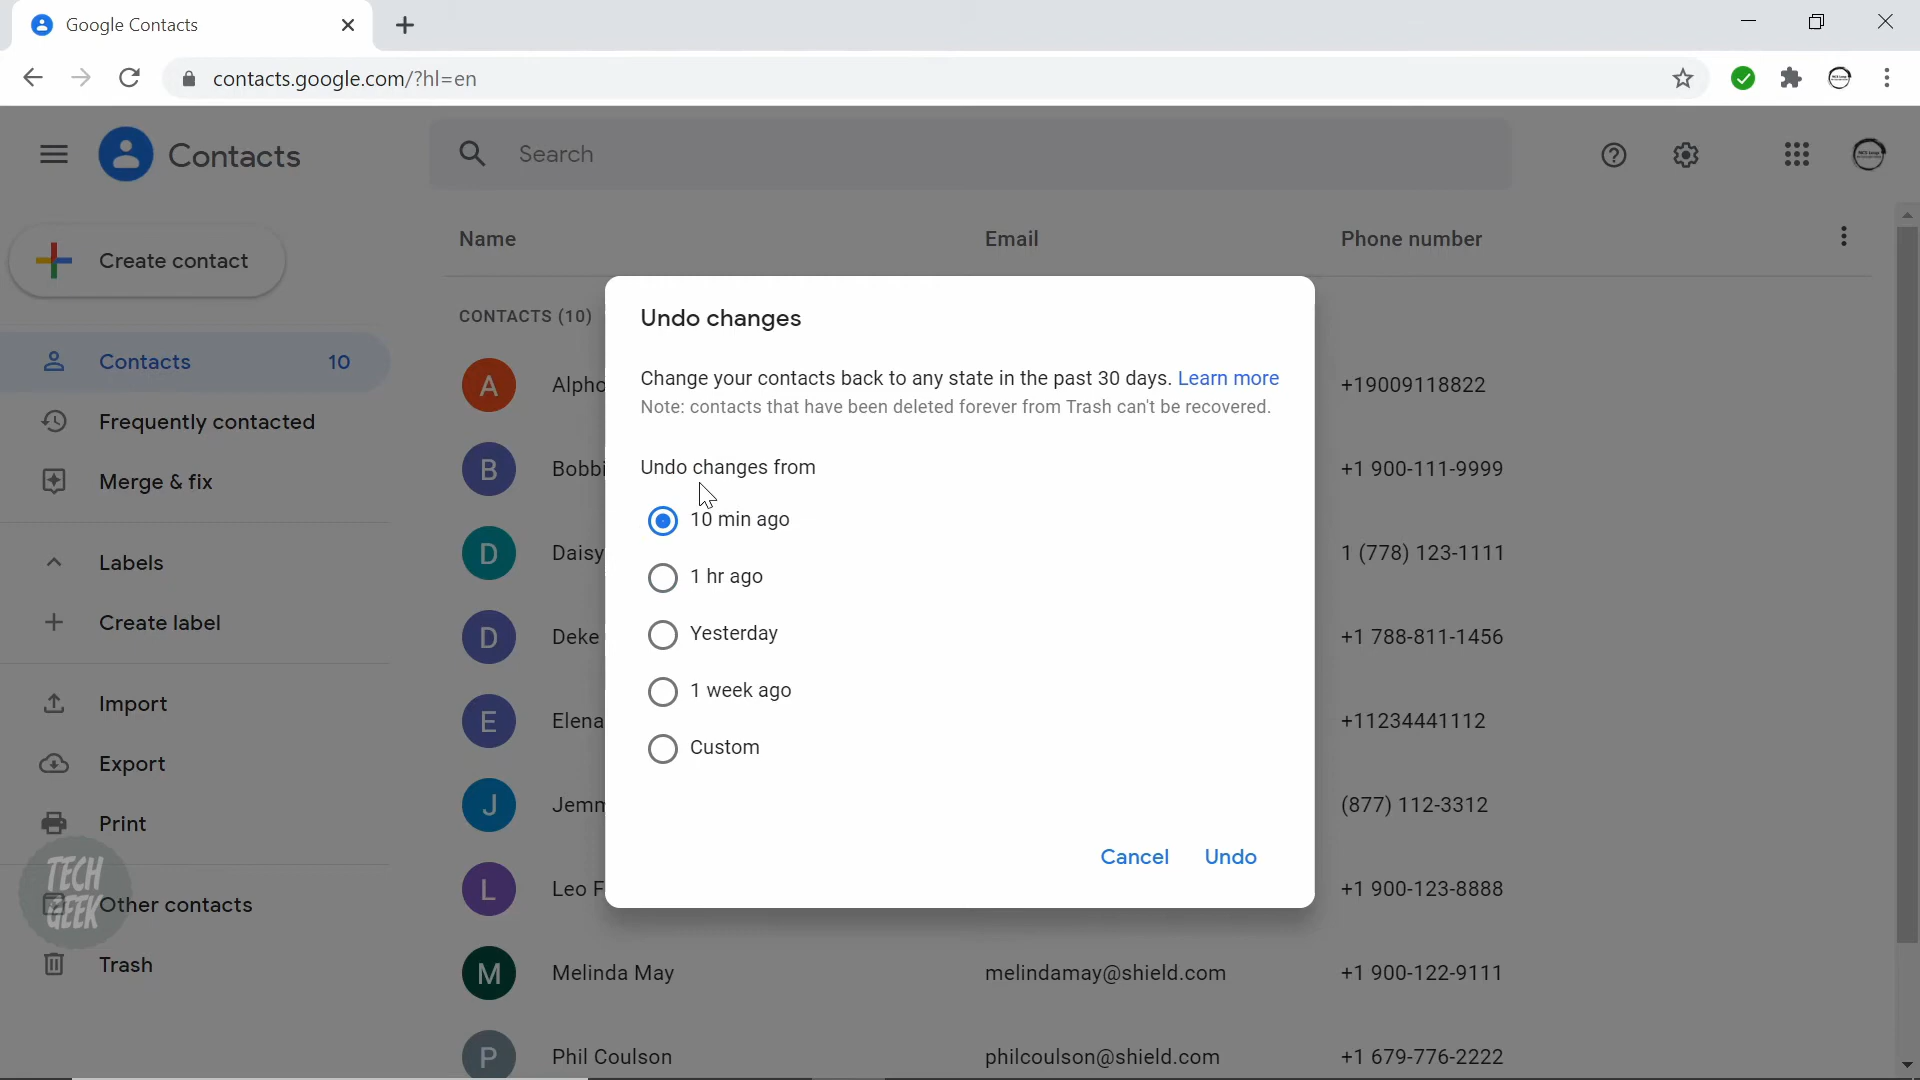 Google Contacts
contacts.google.com/?hl=en
Contacts
Search
Create contact
Name Email Phone number
CONTACTS (10)
Contacts 10
Frequently contacted
Merge & fix
Labels
Create label
Import
Export
Print
Other contacts
Trash
TECH
GEEK
A +19009118822
B +1 900-111-9999
D Daisy 1 (778) 123-1111
D Deke +1 788-811-1456
E Elena +11234441112
J (877) 112-3312
L Leo F +1 900-123-8888
M Melinda May melindamay@shield.com +1 900-122-9111
P Phil Coulson philcoulson@shield.com +1 679-776-2222
Undo changes
Change your contacts back to any state in the past 30 days. Learn more
Note: contacts that have been deleted forever from Trash can't be recovered.
Undo changes from
10 min ago
1 hr ago
Yesterday
1 week ago
Custom
Cancel Undo